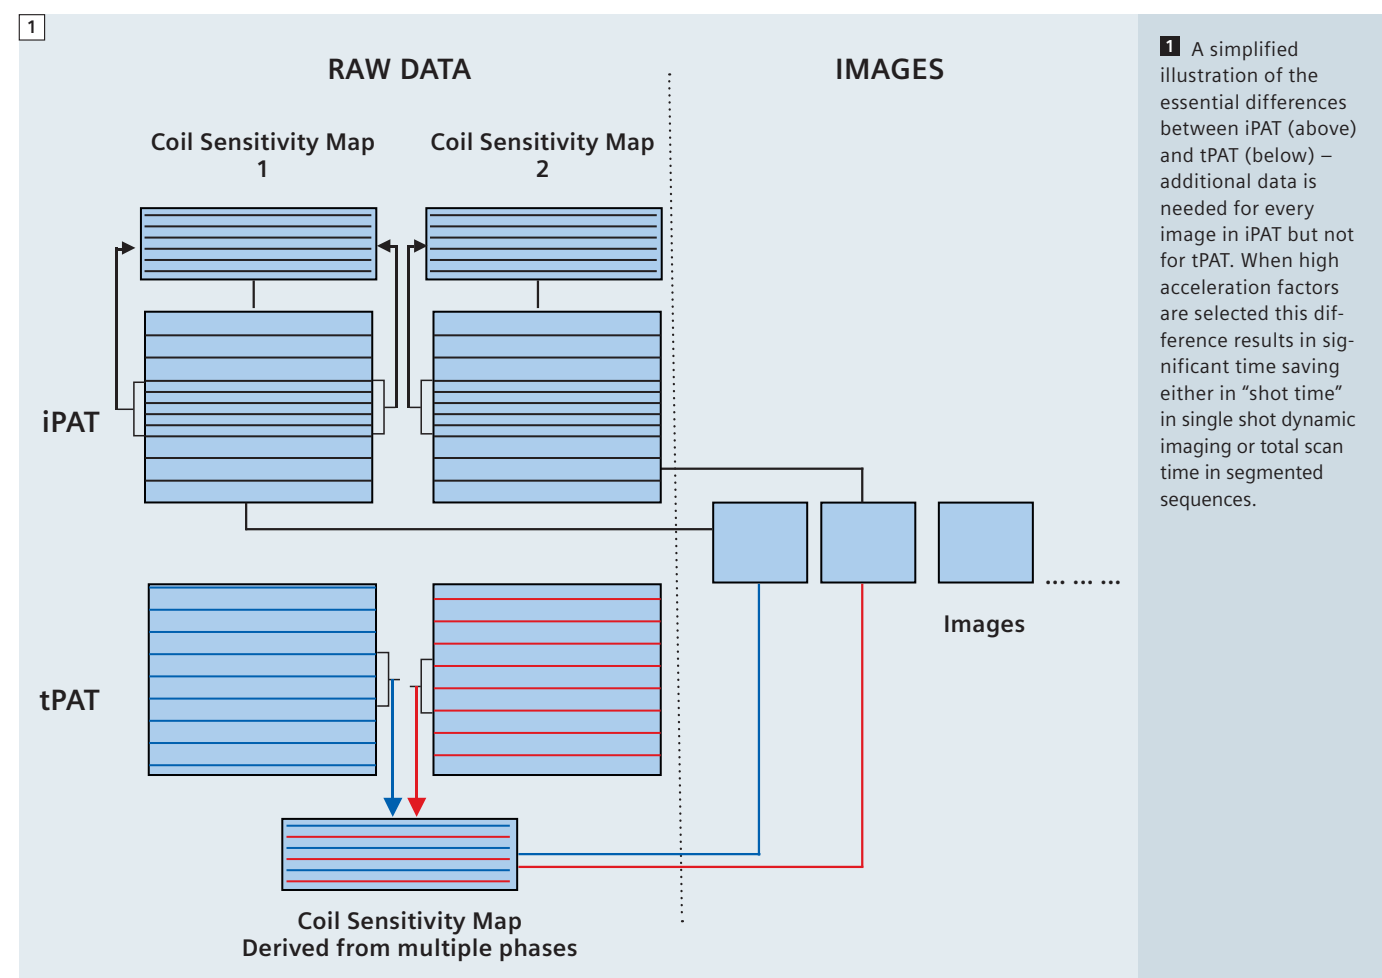 1
RAW DATA
IMAGES
Coil Sensitivity Map
1
Coil Sensitivity Map
2
iPAT
... ... ...
Images
tPAT
Coil Sensitivity Map
Derived from multiple phases
1 A simplified
illustration of the
essential differences
between iPAT (above)
and tPAT (below) –
additional data is
needed for every
image in iPAT but not
for tPAT. When high
acceleration factors
are selected this dif-
ference results in sig-
nificant time saving
either in “shot time”
in single shot dynamic
imaging or total scan
time in segmented
sequences.